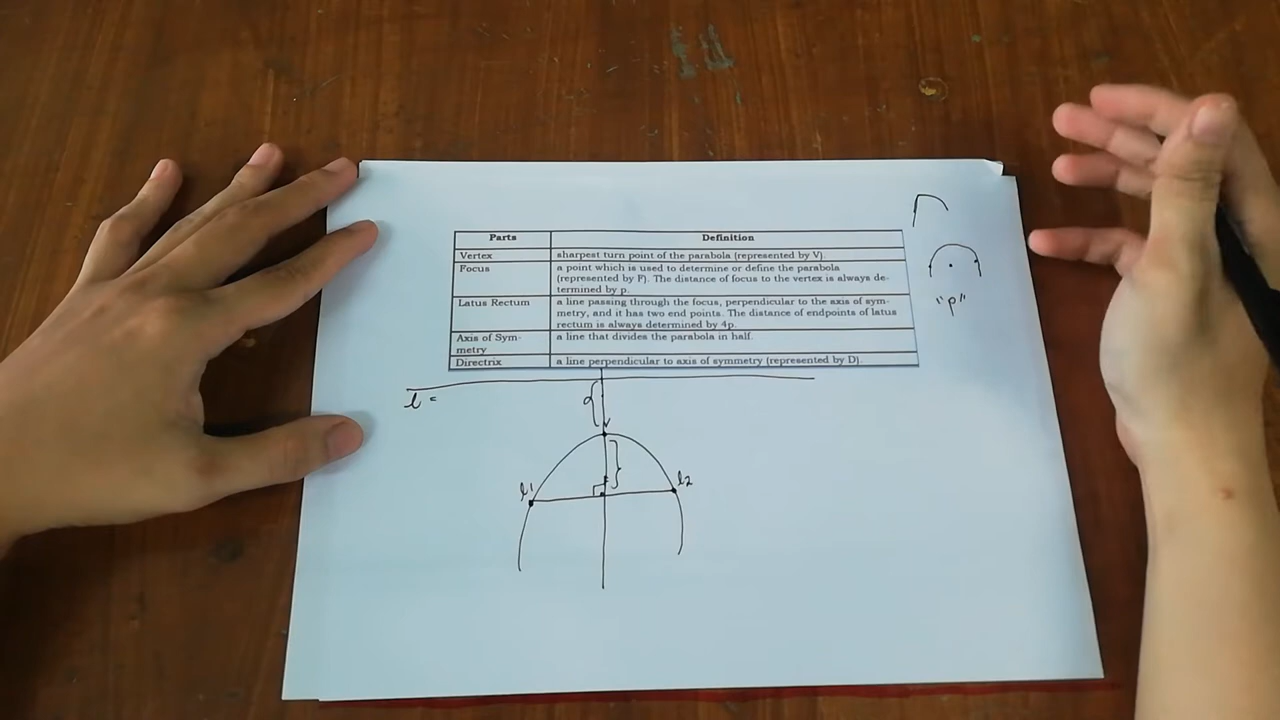 Parts Definition
Vertex sharpest turn point of the parabola (represented by V).
Focus a point which is used to determine or define the parabola
(represented by F). The distance of focus to the vertex is always de-
termined by p.
Latus Rectum a line passing through the focus, perpendicular to the axis of sym-
metry, and it has two end points. The distance of endpoints of latus
rectum is always determined by 4p.
Axis of Sym-
metry a line that divides the parabola in half.
Directrix a line perpendicular to axis of symmetry (represented by D).
"p"
l =
l1 l2